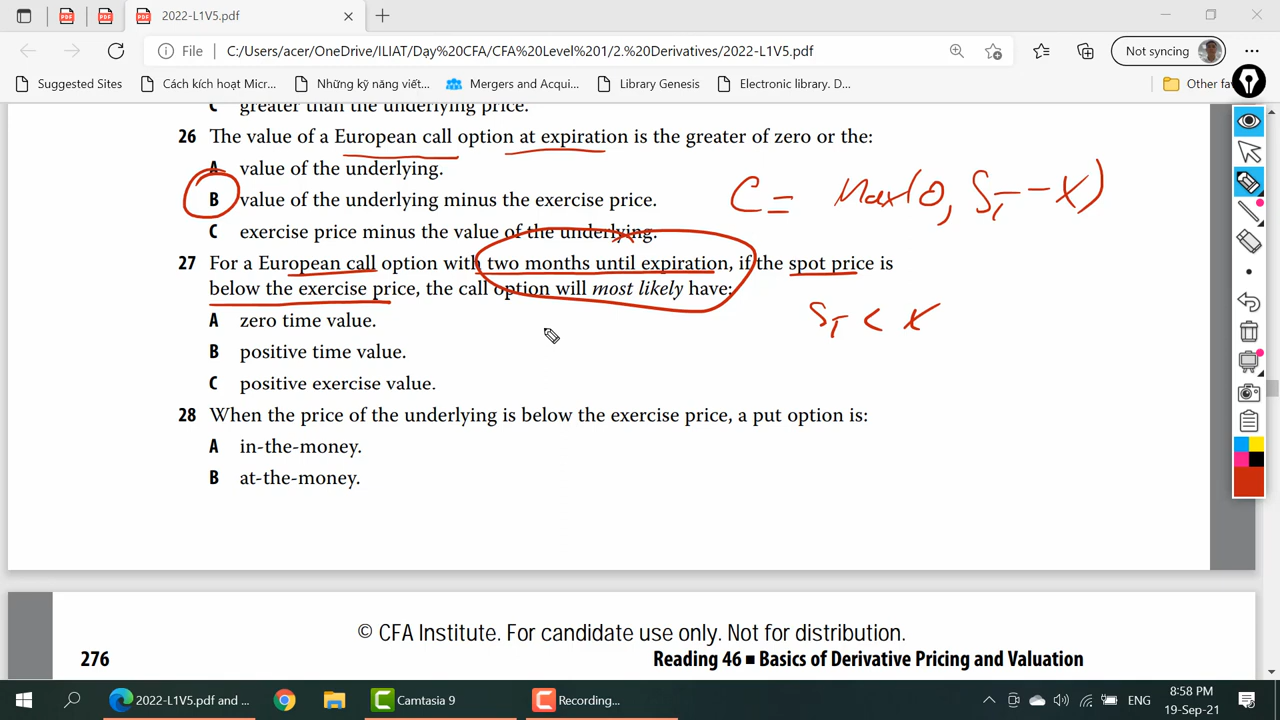 2022-L1V5.pdf
File C:/Users/acer/OneDrive/ILIAT/Day%20CFA/CFA%20Level%201/2.%20Derivatives/2022-L1V5.pdf Not syncing
Suggested Sites Cách kích hoạt Micr... Những kỹ năng viết... Mergers and Acqui... Library Genesis Electronic library. D... Other fav
C greater than the underlying price.
26 The value of a European call option at expiration is the greater of zero or the:
A value of the underlying.
B value of the underlying minus the exercise price.
C = Max(0, ST - X)
C exercise price minus the value of the underlying.
27 For a European call option with two months until expiration, if the spot price is
below the exercise price, the call option will most likely have:
A zero time value.
ST < X
B positive time value.
C positive exercise value.
28 When the price of the underlying is below the exercise price, a put option is:
A in-the-money.
B at-the-money.
© CFA Institute. For candidate use only. Not for distribution.
276 Reading 46 ■ Basics of Derivative Pricing and Valuation
2022-L1V5.pdf and ... Camtasia 9 Recording... ENG 8:58 PM
19-Sep-21